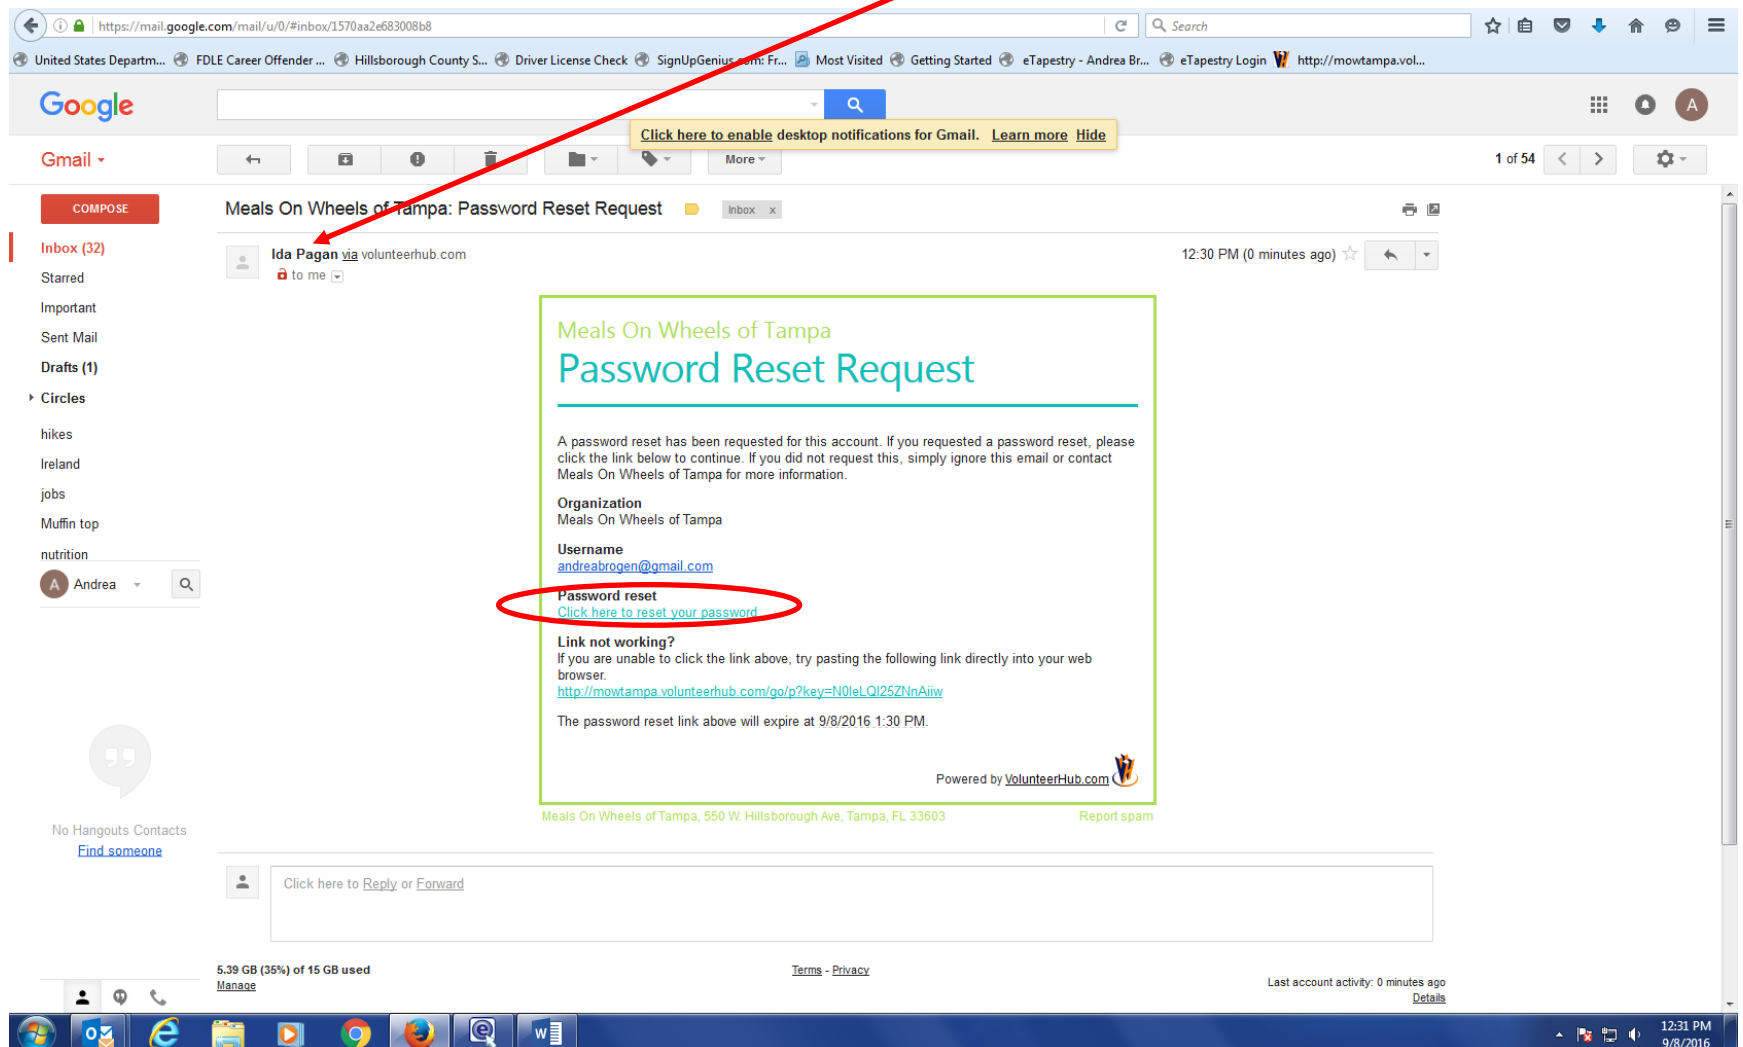 https://mail.google.com/mail/u/0/#inbox/1570aa2e683008b8
Search
United States Departm... FDLE Career Offender ... Hillsborough County S... Driver License Check SignUpGenius.com: Fr... Most Visited Getting Started eTapestry - Andrea Br... eTapestry Login http://mowtampa.vol...
Google
A
Click here to enable desktop notifications for Gmail. Learn more Hide
Gmail
More
1 of 54
COMPOSE
Meals On Wheels of Tampa: Password Reset Request
Inbox x
Inbox (32)
Starred
Important
Sent Mail
Drafts (1)
Circles
hikes
Ireland
jobs
Muffin top
nutrition
A Andrea
No Hangouts Contacts
Find someone
Ida Pagan via volunteerhub.com
to me
12:30 PM (0 minutes ago)
Meals On Wheels of Tampa
Password Reset Request
A password reset has been requested for this account. If you requested a password reset, please
click the link below to continue. If you did not request this, simply ignore this email or contact
Meals On Wheels of Tampa for more information.
Organization
Meals On Wheels of Tampa
Username
andreabrogen@gmail.com
Password reset
Click here to reset your password
Link not working?
If you are unable to click the link above, try pasting the following link directly into your web
browser.
http://mowtampa.volunteerhub.com/go/p?key=N0leLQI25ZNnAiiw
The password reset link above will expire at 9/8/2016 1:30 PM.
Powered by VolunteerHub.com
Meals On Wheels of Tampa, 550 W. Hillsborough Ave, Tampa, FL 33603
Report spam
Click here to Reply or Forward
5.39 GB (35%) of 15 GB used
Manage
Terms - Privacy
Last account activity: 0 minutes ago
Details
12:31 PM
9/8/2016